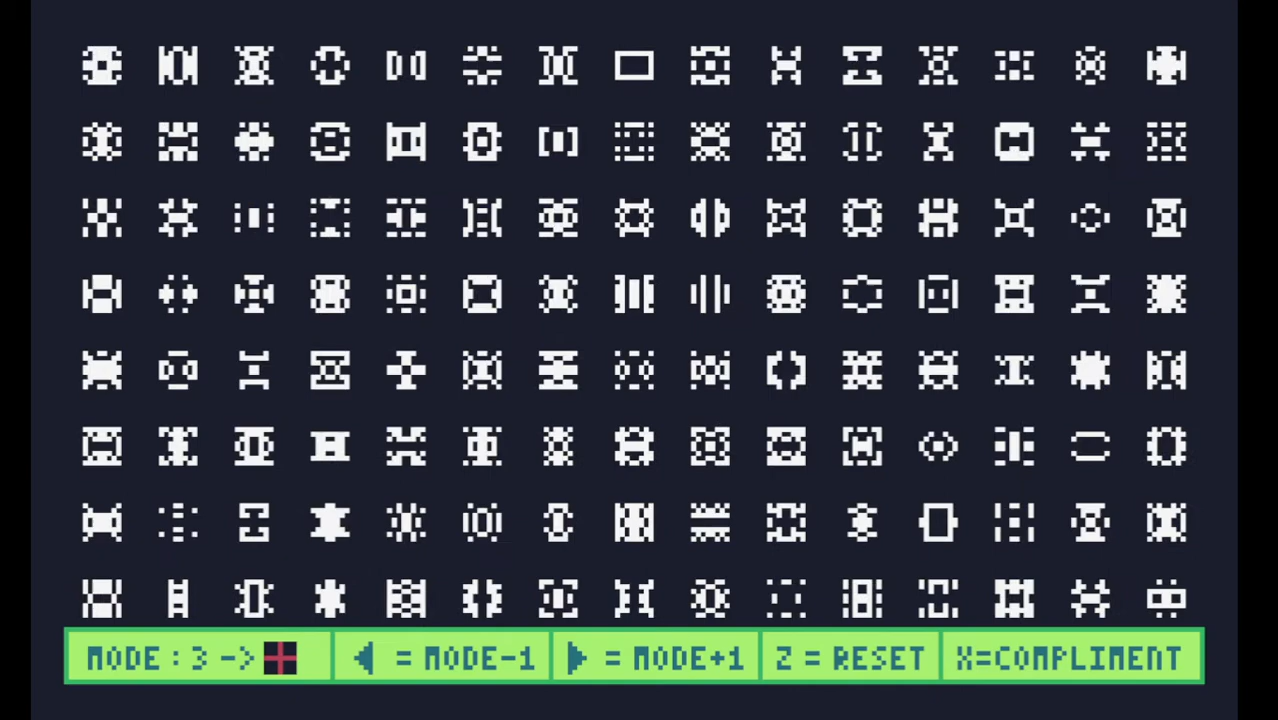 MODE:3 -> = MODE-1 = MODE+1 Z = RESET X=COMPLIMENT